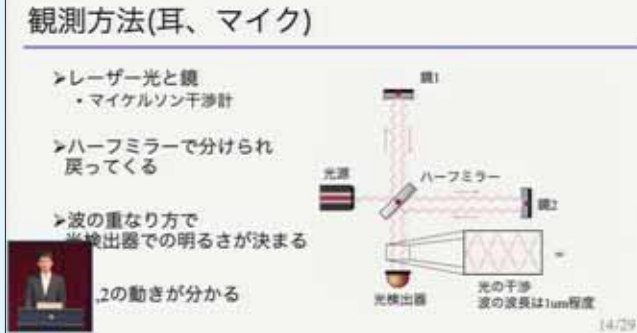 観測方法(耳、マイク)
➢レーザー光と鏡
・マイケルソン干渉計
➢ハーフミラーで分けられ
戻ってくる
➢波の重なり方で
光検出器での明るさが決まる
,2の動きが分かる
鏡1
光源
ハーフミラー
鏡2
=
光検出器
光の干渉
波の波長は1um程度
14/29